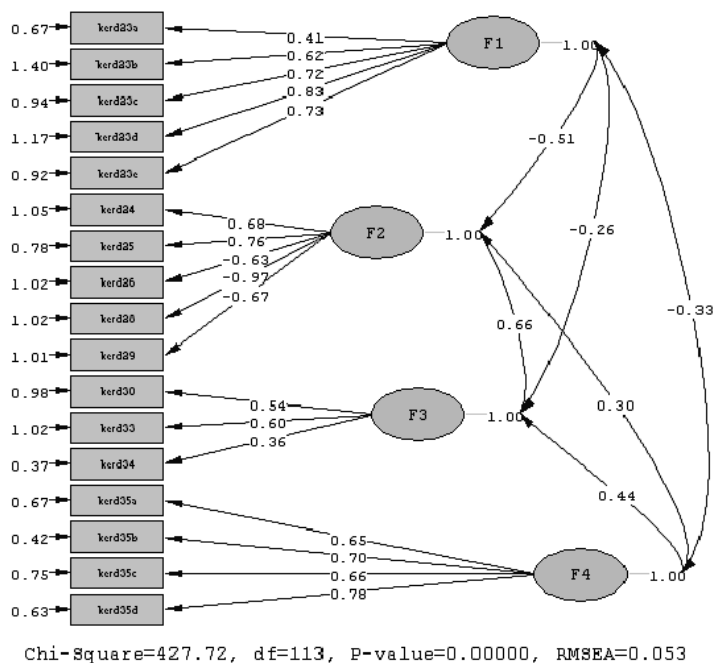 0.67 kerd23a
1.40 kerd23b
0.94 kerd23c
1.17 kerd23d
0.92 kerd23e
1.05 kerd24
0.78 kerd25
1.02 kerd26
1.02 kerd28
1.01 kerd29
0.98 kerd30
1.02 kerd33
0.37 kerd34
0.67 kerd35a
0.42 kerd35b
0.75 kerd35c
0.63 kerd35d
0.41
0.62
0.72
0.83
0.73
F1 1.00
0.68
0.76
-0.63
-0.97
-0.67
F2 1.00
0.54
0.60
0.36
F3 1.00
0.65
0.70
0.66
0.78
F4 1.00
-0.51
-0.26
-0.33
0.66
0.30
0.44
Chi-Square=427.72, df=113, P-value=0.00000, RMSEA=0.053